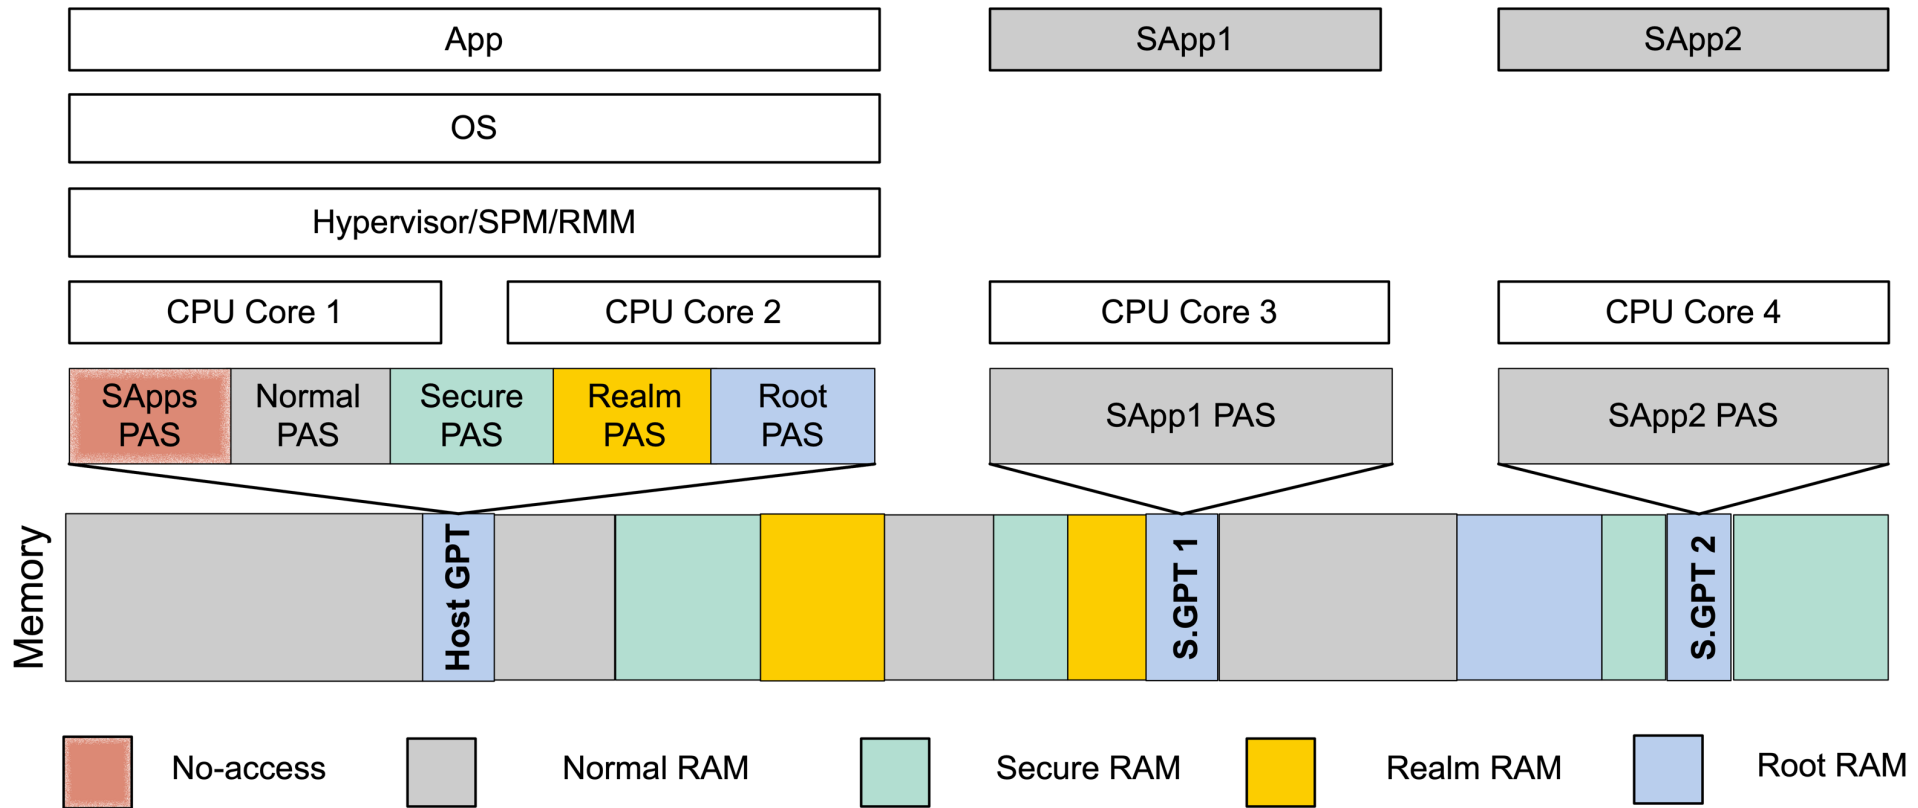 App
SApp1
SApp2
OS
Hypervisor/SPM/RMM
CPU Core 1
CPU Core 2
CPU Core 3
CPU Core 4
SApps
PAS
Normal
PAS
Secure
PAS
Realm
PAS
Root
PAS
SApp1 PAS
SApp2 PAS
Memory
Host GPT
S.GPT 1
S.GPT 2
No-access
Normal RAM
Secure RAM
Realm RAM
Root RAM